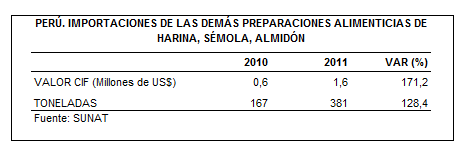 PERÚ. IMPORTACIONES DE LAS DEMÁS PREPARACIONES ALIMENTICIAS DE
HARINA, SÉMOLA, ALMIDÓN
2010 2011 VAR (%)
VALOR CIF (Millones de US$) 0,6 1,6 171,2
TONELADAS 167 381 128,4
Fuente: SUNAT